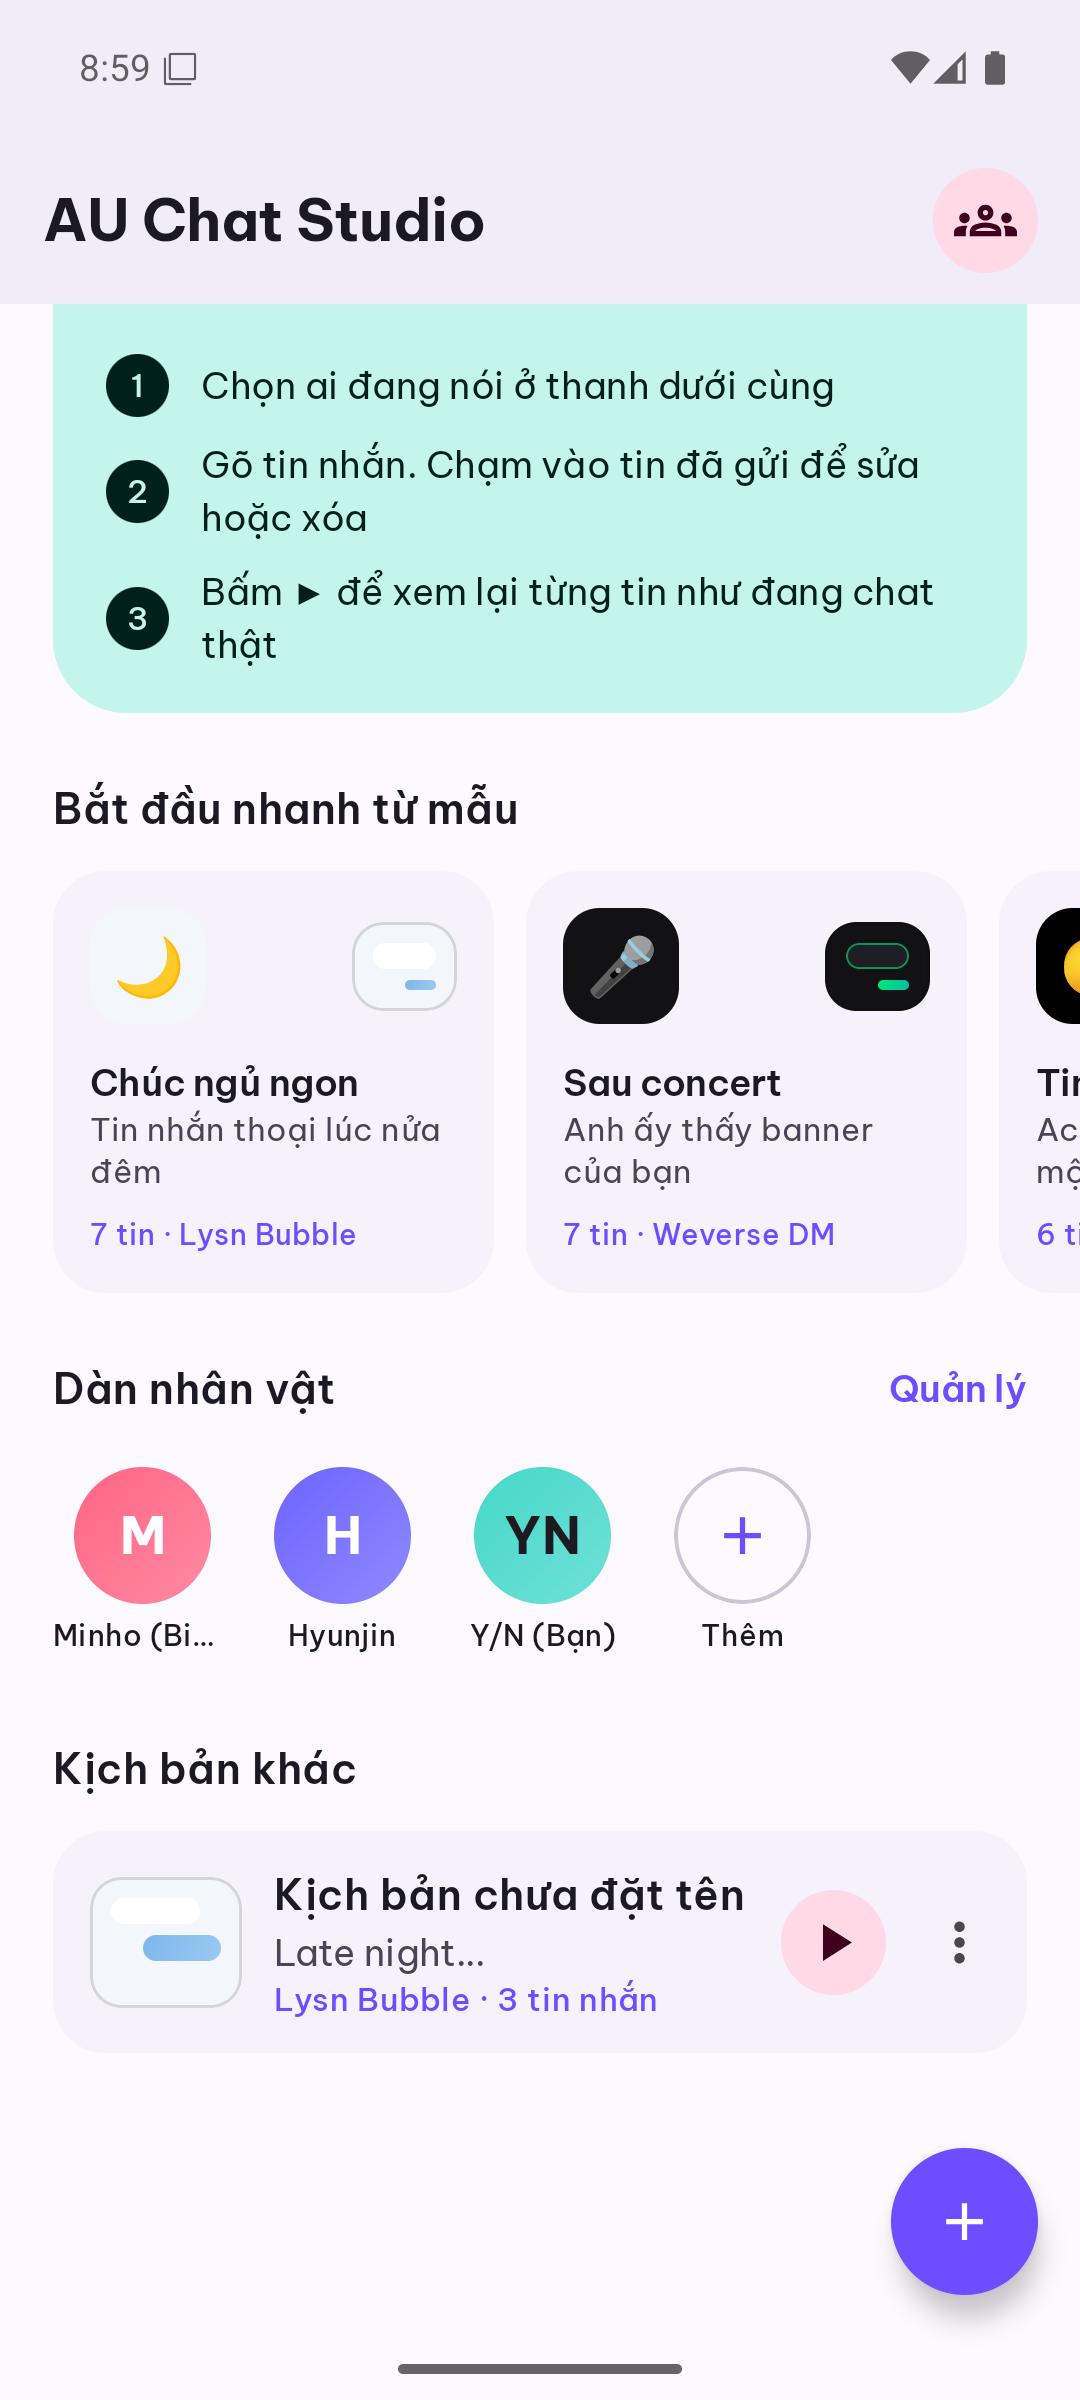 8:59
AU Chat Studio
1 Chọn ai đang nói ở thanh dưới cùng
2 Gõ tin nhắn. Chạm vào tin đã gửi để sửa
hoặc xóa
3 Bấm ► để xem lại từng tin như đang chat
thật
Bắt đầu nhanh từ mẫu
Chúc ngủ ngon
Tin nhắn thoại lúc nửa
đêm
7 tin · Lysn Bubble
Sau concert
Anh ấy thấy banner
của bạn
7 tin · Weverse DM
6
Dàn nhân vật
Quản lý
M
H
YN
Minho (Bi...
Hyunjin
Y/N (Bạn)
Thêm
Kịch bản khác
Kịch bản chưa đặt tên
Late night...
Lysn Bubble · 3 tin nhắn